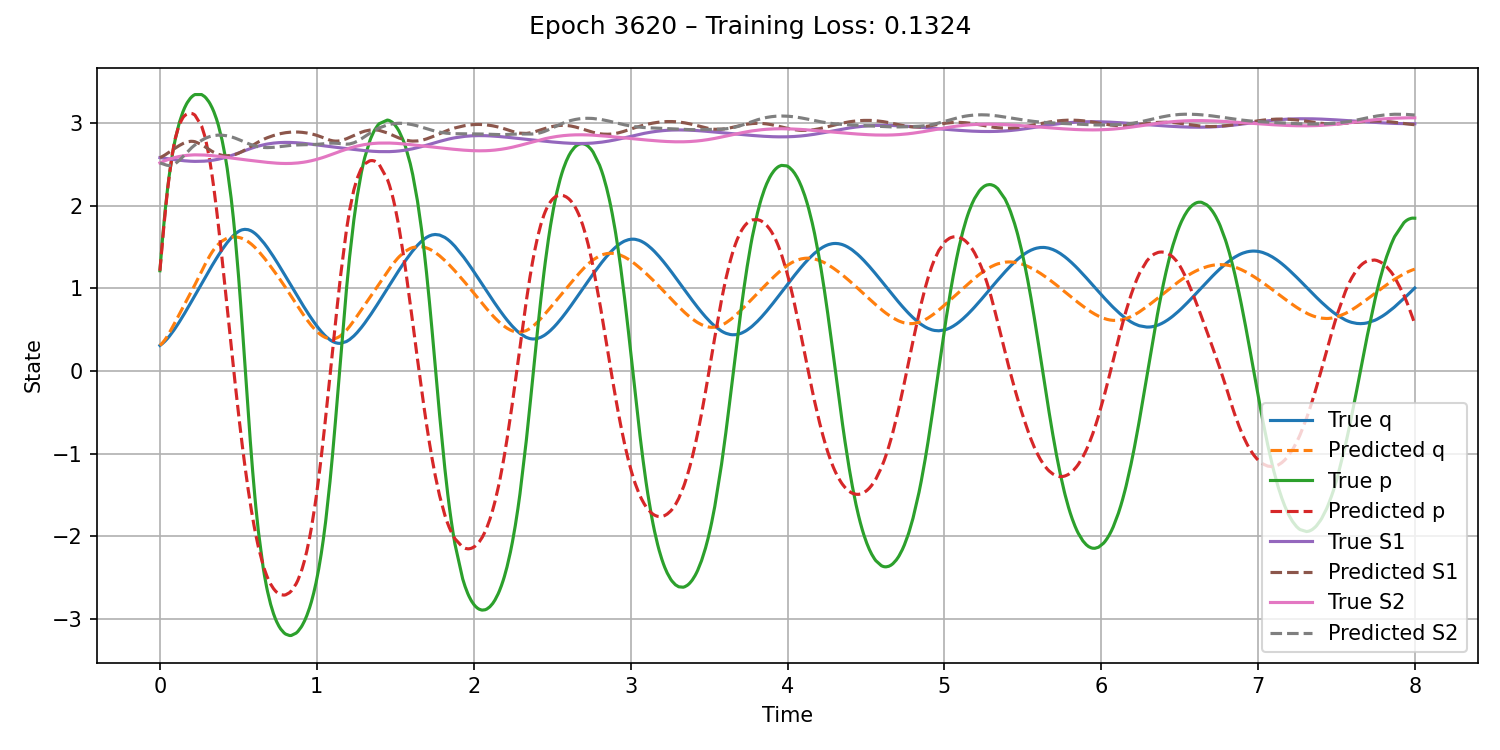 Epoch 3620 – Training Loss: 0.1324
State
3
2
1
0
−1
−2
−3
0 1 2 3 4 5 6 7 8
Time
True q
Predicted q
True p
Predicted p
True S1
Predicted S1
True S2
Predicted S2